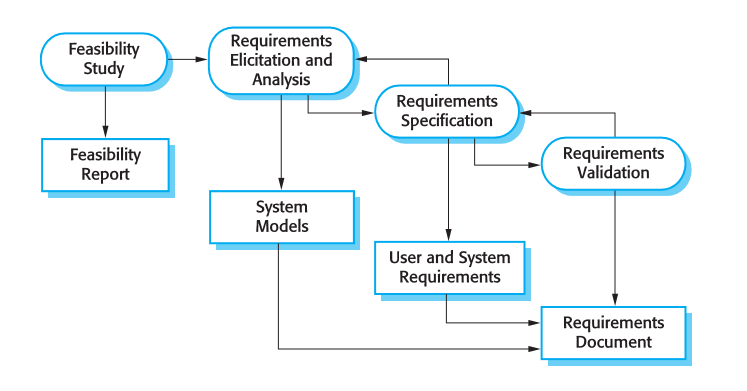 Feasibility
Study
Requirements
Elicitation and
Analysis
Requirements
Specification
Requirements
Validation
Feasibility
Report
System
Models
User and System
Requirements
Requirements
Document